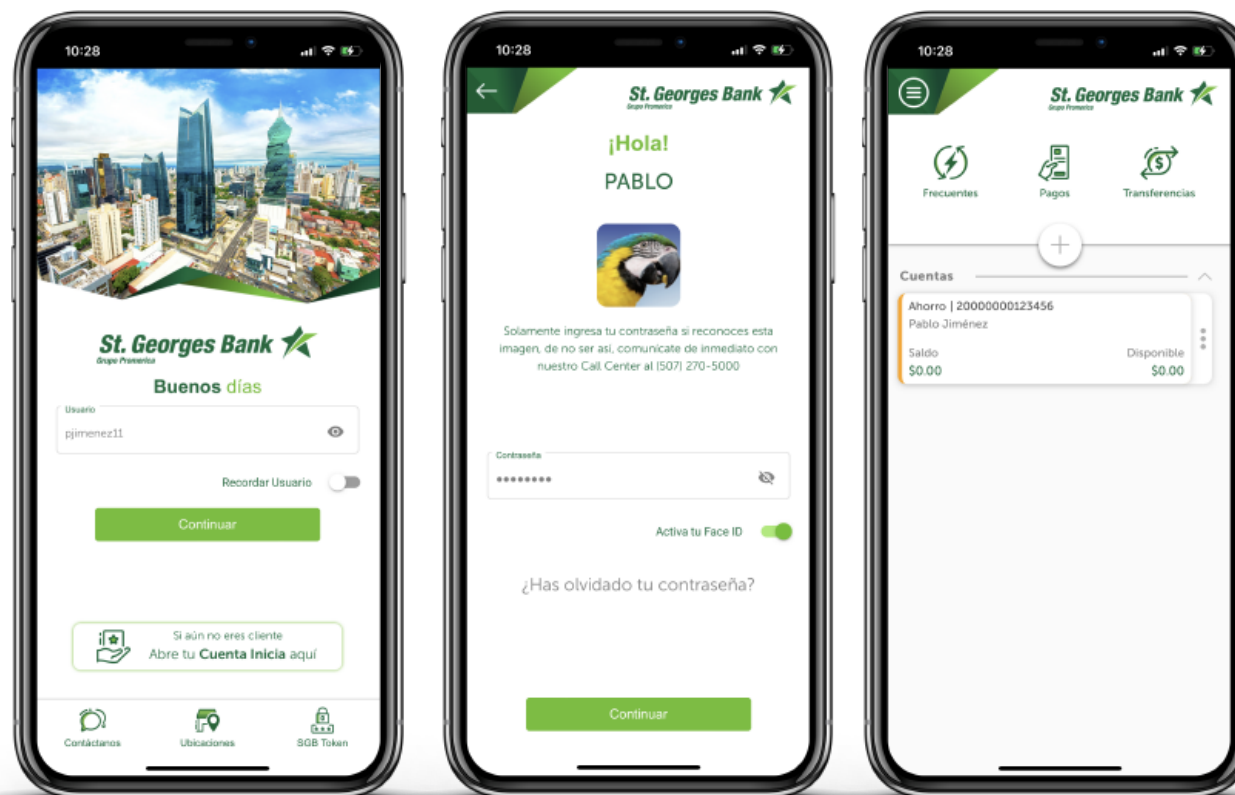 10:28
St. Georges Bank
Grupo Promerica
Buenos días
Usuario
pjimenez11
Recordar Usuario
Continuar
Si aún no eres cliente
Abre tu Cuenta Inicia aquí
Contáctanos
Ubicaciones
SGB Token
10:28
St. Georges Bank
Grupo Promerica
¡Hola!
PABLO
Solamente ingresa tu contraseña si reconoces esta
imagen, de no ser así, comunícate de inmediato con
nuestro Call Center al (507) 270-5000
Contraseña
Activa tu Face ID
¿Has olvidado tu contraseña?
Continuar
10:28
St. Georges Bank
Grupo Promerica
Frecuentes
Pagos
Transferencias
Cuentas
Ahorro | 20000000123456
Pablo Jiménez
Saldo
Disponible
$0.00
$0.00